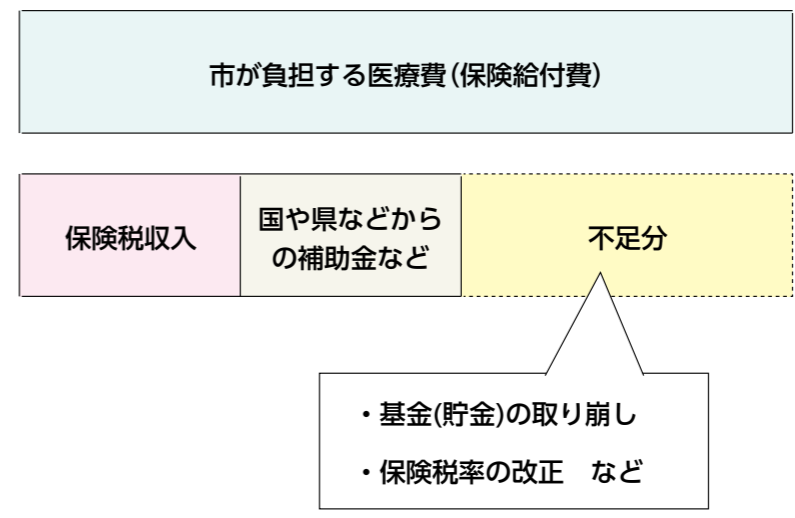 市が負担する医療費(保険給付費)
保険税収入
国や県などから
の補助金など
不足分
・基金(貯金)の取り崩し
・保険税率の改正　など